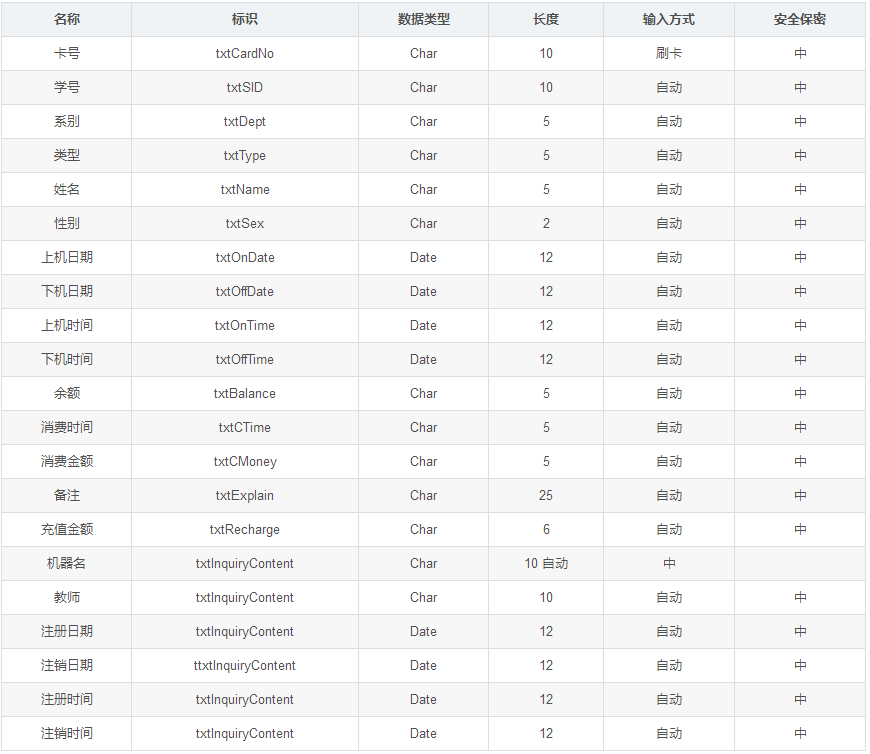 名称 标识 数据类型 长度 输入方式 安全保密
卡号 txtCardNo Char 10 刷卡 中
学号 txtSID Char 10 自动 中
系别 txtDept Char 5 自动 中
类型 txtType Char 5 自动 中
姓名 txtName Char 5 自动 中
性别 txtSex Char 2 自动 中
上机日期 txtOnDate Date 12 自动 中
下机日期 txtOffDate Date 12 自动 中
上机时间 txtOnTime Date 12 自动 中
下机时间 txtOffTime Date 12 自动 中
余额 txtBalance Char 5 自动 中
消费时间 txtCTime Char 5 自动 中
消费金额 txtCMoney Char 5 自动 中
备注 txtExplain Char 25 自动 中
充值金额 txtRecharge Char 6 自动 中
机器名 txtInquiryContent Char 10 自动 中
教师 txtInquiryContent Char 10 自动 中
注册日期 txtInquiryContent Date 12 自动 中
注销日期 ttxtInquiryContent Date 12 自动 中
注册时间 txtInquiryContent Date 12 自动 中
注销时间 txtInquiryContent Date 12 自动 中